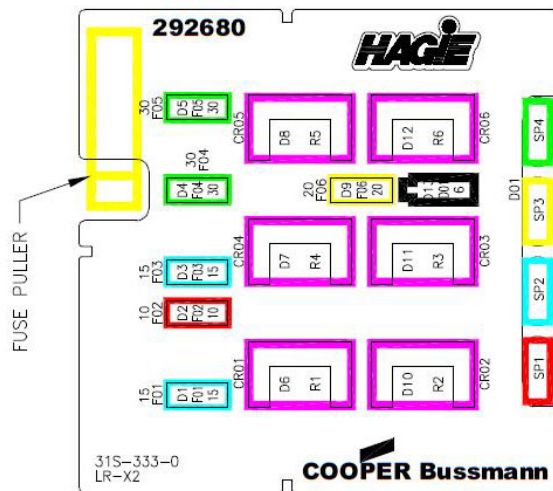 292680
HAGIE
30
F05
D5
F05
30
CR05
D8
R5
D12
R6
CR06
SP4
30
F04
D4
F04
30
20
F06
D9
F06
20
D13
D01
6
D01
SP3
FUSE PULLER
15
F03
D3
F03
15
CR04
D7
R4
D11
R3
CR03
SP2
10
F02
D2
F02
10
15
F01
D1
F01
15
CR01
D6
R1
D10
R2
CR02
SP1
31S-333-0
LR-X2
COOPER Bussmann